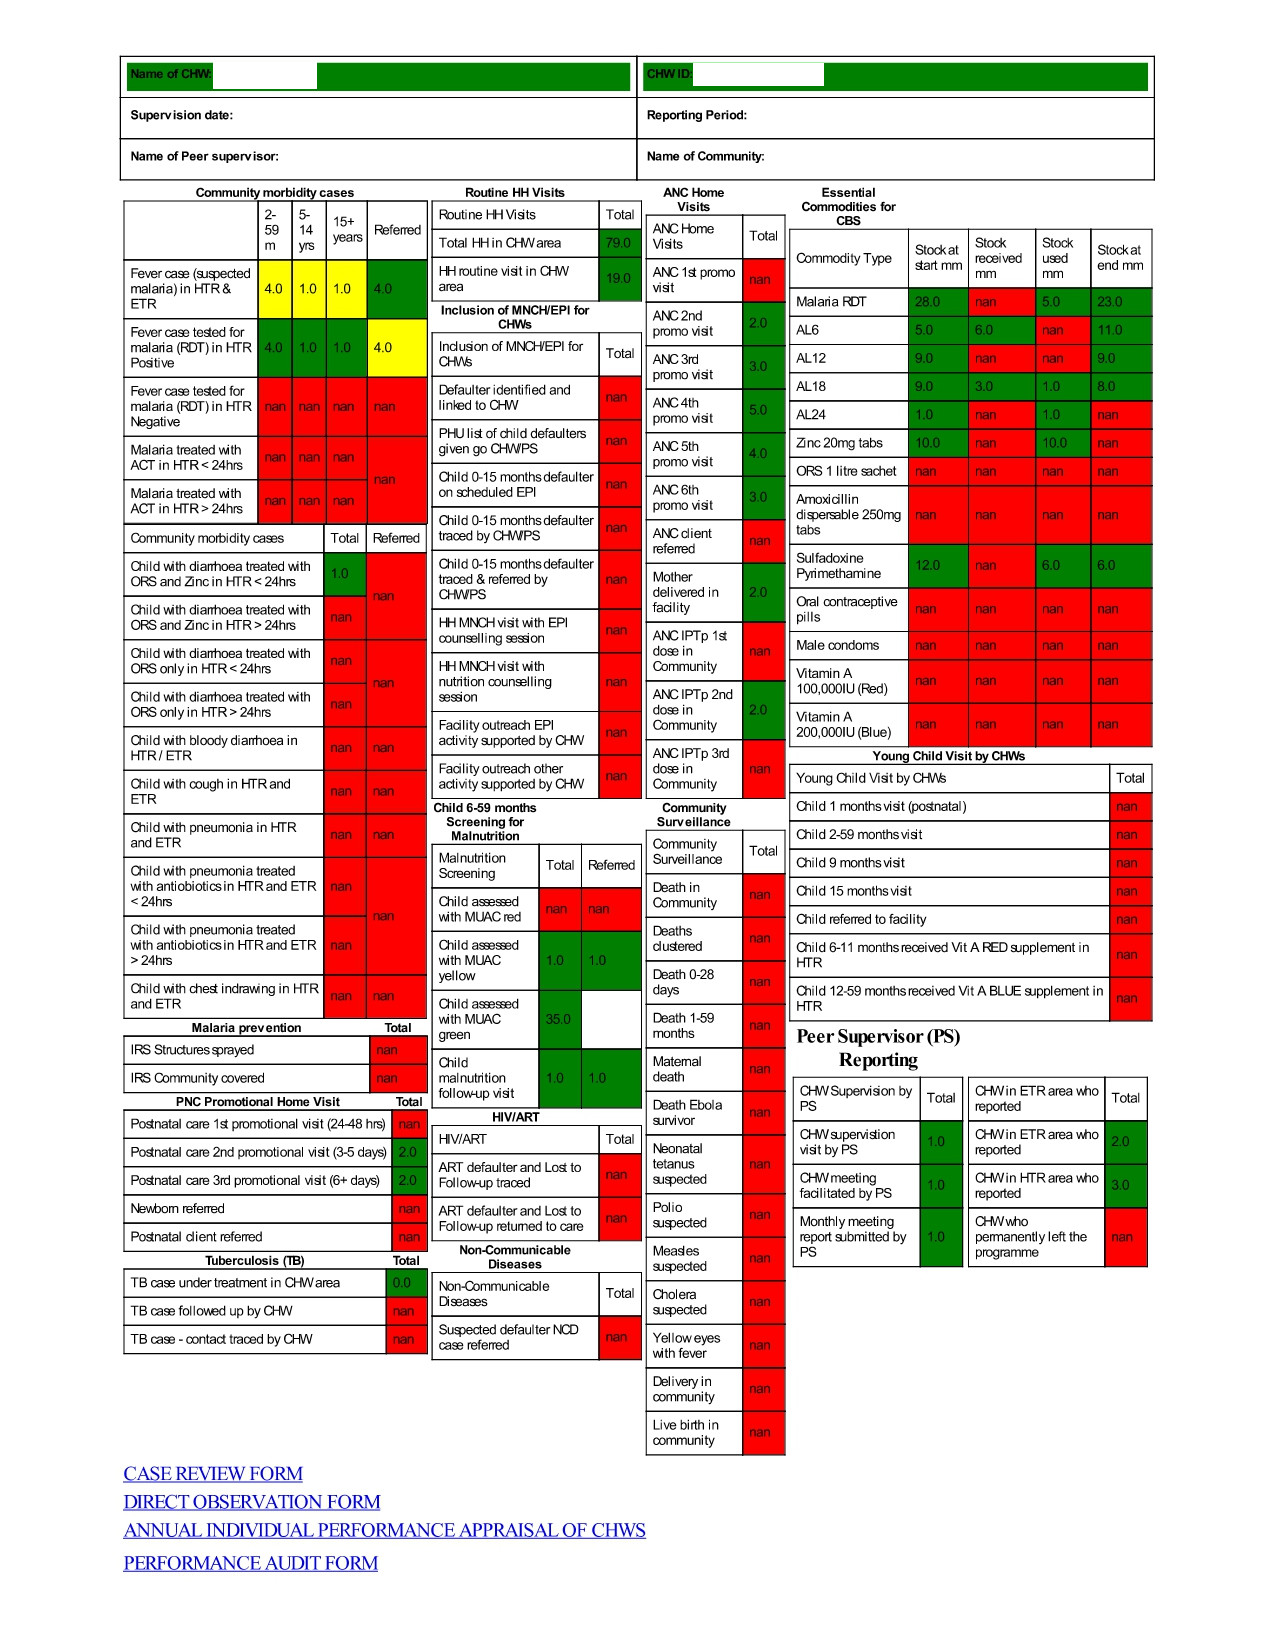 Name of CHW:
CHW ID:
Supervision date:
Reporting Period:
Name of Peer supervisor:
Name of Community:
Community morbidity cases
2-
59
m
5-
14
yrs
15+
years
Referred
Fever case (suspected
malaria) in HTR &
ETR
4.0 1.0 1.0 4.0
Fever case tested for
malaria (RDT) in HTR
Positive
4.0 1.0 1.0 4.0
Fever case tested for
malaria (RDT) in HTR
Negative
nan nan nan nan
Malaria treated with
ACT in HTR < 24hrs
nan nan nan
nan
Malaria treated with
ACT in HTR > 24hrs
nan nan nan
Community morbidity cases Total Referred
Child with diarrhoea treated with
ORS and Zinc in HTR < 24hrs
1.0
nan
Child with diarrhoea treated with
ORS and Zinc in HTR > 24hrs
nan
Child with diarrhoea treated with
ORS only in HTR < 24hrs
nan
nan
Child with diarrhoea treated with
ORS only in HTR > 24hrs
nan
Child with bloody diarrhoea in
HTR / ETR
nan nan
Child with cough in HTR and
ETR
nan nan
Child with pneumonia in HTR
and ETR
nan nan
Child with pneumonia treated
with antiobiotics in HTR and ETR
< 24hrs
nan
nan
Child with pneumonia treated
with antiobiotics in HTR and ETR
> 24hrs
nan
Child with chest indrawing in HTR
and ETR
nan nan
Malaria prevention Total
IRS Structures sprayed nan
IRS Community covered nan
PNC Promotional Home Visit Total
Postnatal care 1st promotional visit (24-48 hrs) nan
Postnatal care 2nd promotional visit (3-5 days) 2.0
Postnatal care 3rd promotional visit (6+ days) 2.0
Newborn referred nan
Postnatal client referred nan
Tuberculosis (TB) Total
TB case under treatment in CHW area 0.0
TB case followed up by CHW nan
TB case - contact traced by CHW nan
Routine HH Visits
Routine HH Visits Total
Total HH in CHW area 79.0
HH routine visit in CHW
area
19.0
Inclusion of MNCH/EPI for
CHWs
Inclusion of MNCH/EPI for
CHWs
Total
Defaulter identified and
linked to CHW
nan
PHU list of child defaulters
given go CHW/PS
nan
Child 0-15 months defaulter
on scheduled EPI
nan
Child 0-15 months defaulter
traced by CHW/PS
nan
Child 0-15 months defaulter
traced & referred by
CHW/PS
nan
HH MNCH visit with EPI
counselling session
nan
HH MNCH visit with
nutrition counselling
session
nan
Facility outreach EPI
activity supported by CHW
nan
Facility outreach other
activity supported by CHW
nan
Child 6-59 months
Screening for
Malnutrition
Malnutrition
Screening
Total Referred
Child assessed
with MUAC red
nan nan
Child assessed
with MUAC
yellow
1.0 1.0
Child assessed
with MUAC
green
35.0
Child
malnutrition
follow-up visit
1.0 1.0
HIV/ART
HIV/ART Total
ART defaulter and Lost to
Follow-up traced
nan
ART defaulter and Lost to
Follow-up returned to care
nan
Non-Communicable
Diseases
Non-Communicable
Diseases
Total
Suspected defaulter NCD
case referred
nan
ANC Home
Visits
ANC Home
Visits
Total
ANC 1st promo
visit
nan
ANC 2nd
promo visit
2.0
ANC 3rd
promo visit
3.0
ANC 4th
promo visit
5.0
ANC 5th
promo visit
4.0
ANC 6th
promo visit
3.0
ANC client
referred
nan
Mother
delivered in
facility
2.0
ANC IPTp 1st
dose in
Community
nan
ANC IPTp 2nd
dose in
Community
2.0
ANC IPTp 3rd
dose in
Community
nan
Community
Surveillance
Community
Surveillance
Total
Death in
Community
nan
Deaths
clustered
nan
Death 0-28
days
nan
Death 1-59
months
nan
Maternal
death
nan
Death Ebola
survivor
nan
Neonatal
tetanus
suspected
nan
Polio
suspected
nan
Measles
suspected
nan
Cholera
suspected
nan
Yellow eyes
with fever
nan
Delivery in
community
nan
Live birth in
community
nan
Essential
Commodities for
CBS
Commodity Type
Stock at
start mm
Stock
received
mm
Stock
used
mm
Stock at
end mm
Malaria RDT 28.0 nan 5.0 23.0
AL6 5.0 6.0 nan 11.0
AL12 9.0 nan nan 9.0
AL18 9.0 3.0 1.0 8.0
AL24 1.0 nan 1.0 nan
Zinc 20mg tabs 10.0 nan 10.0 nan
ORS 1 litre sachet nan nan nan nan
Amoxicillin
dispersable 250mg
tabs
nan nan nan nan
Sulfadoxine
Pyrimethamine
12.0 nan 6.0 6.0
Oral contraceptive
pills
nan nan nan nan
Male condoms nan nan nan nan
Vitamin A
100,000IU (Red)
nan nan nan nan
Vitamin A
200,000IU (Blue)
nan nan nan nan
Young Child Visit by CHWs
Young Child Visit by CHWs Total
Child 1 months visit (postnatal) nan
Child 2-59 months visit nan
Child 9 months visit nan
Child 15 months visit nan
Child referred to facility nan
Child 6-11 months received Vit A RED supplement in
HTR
nan
Child 12-59 months received Vit A BLUE supplement in
HTR
nan
Peer Supervisor (PS)
Reporting
CHW Supervision by
PS
Total
CHW supervistion
visit by PS
1.0
CHW meeting
facilitated by PS
1.0
Monthly meeting
report submitted by
PS
1.0
CHW in ETR area who
reported
Total
CHW in ETR area who
reported
2.0
CHW in HTR area who
reported
3.0
CHW who
permanently left the
programme
nan
CASE REVIEW FORM
DIRECT OBSERVATION FORM
ANNUAL INDIVIDUAL PERFORMANCE APPRAISAL OF CHWS
PERFORMANCE AUDIT FORM